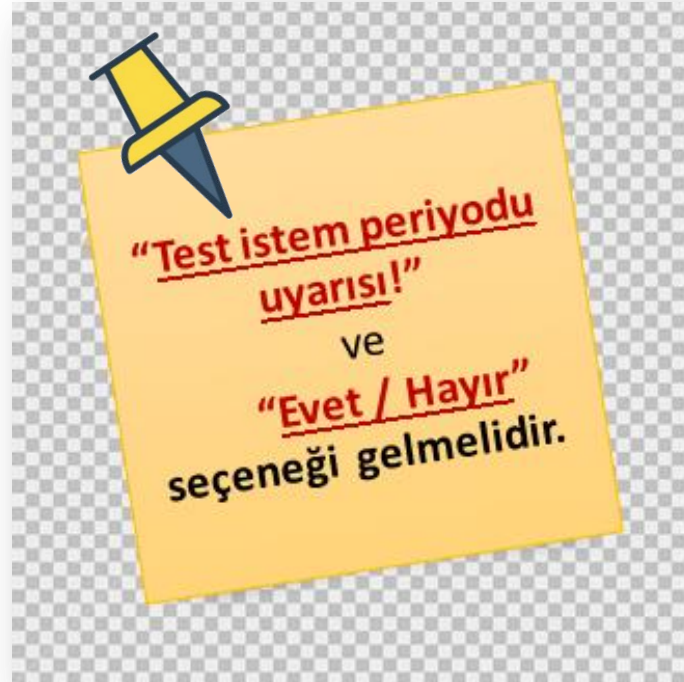 “Test istem periyodu
uyarısı!”
ve
“Evet / Hayır”
seçeneği gelmelidir.